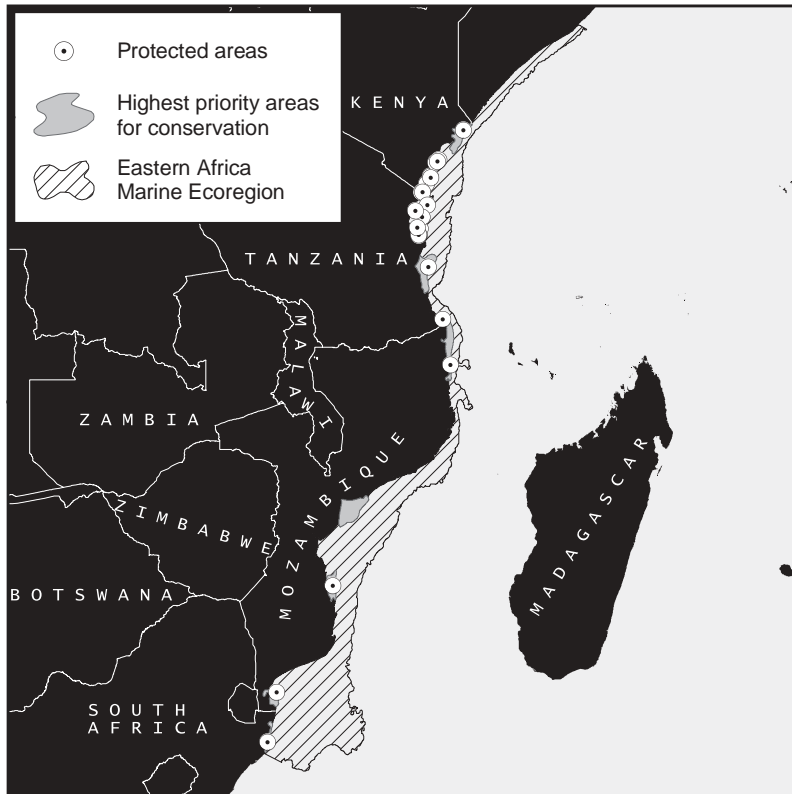 Protected areas
Highest priority areas
for conservation
Eastern Africa
Marine Ecoregion
KENYA
TANZANIA
MALAWI
ZAMBIA
MOZAMBIQUE
ZIMBABWE
MADAGASCAR
BOTSWANA
SOUTH
AFRICA